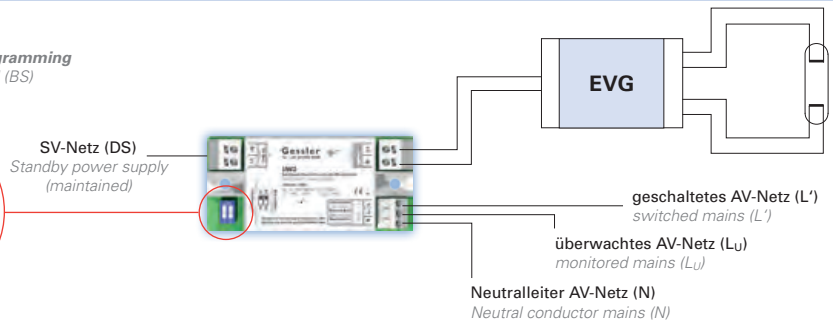 gramming
(BS)
EVG
SV-Netz (DS)
Standby power supply
(maintained)
Gessler
geschaltetes AV-Netz (L')
switched mains (L')
überwachtes AV-Netz (LU)
monitored mains (LU)
Neutralleiter AV-Netz (N)
Neutral conductor mains (N)